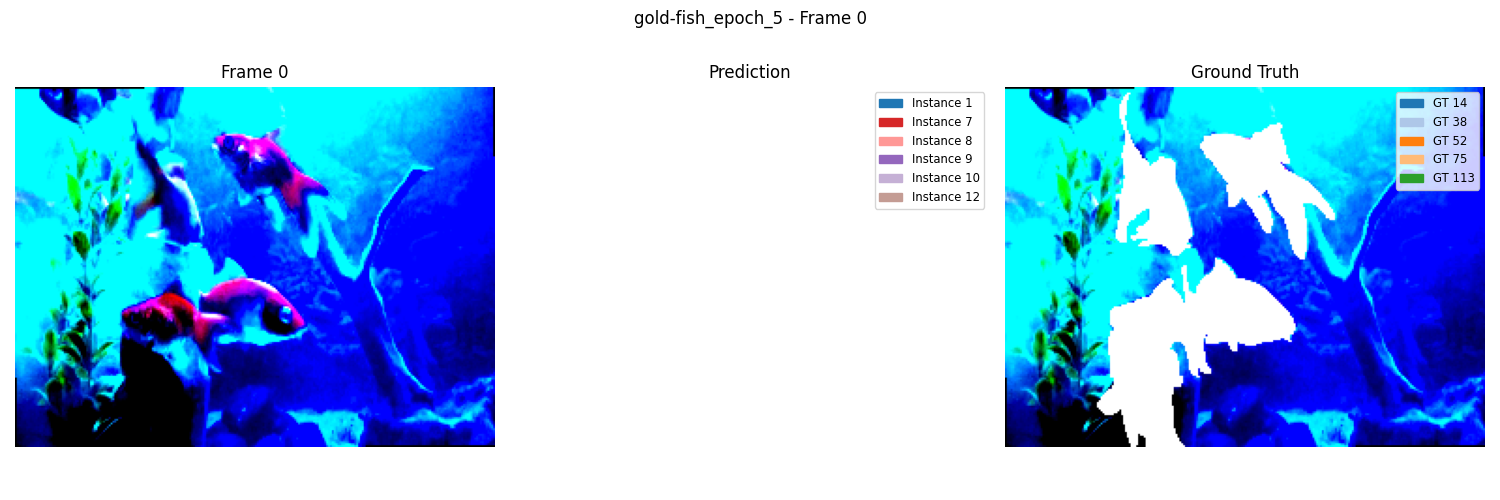 gold-fish_epoch_5 - Frame 0
Frame 0
Prediction
Ground Truth
Instance 1
Instance 7
Instance 8
Instance 9
Instance 10
Instance 12
GT 14
GT 38
GT 52
GT 75
GT 113